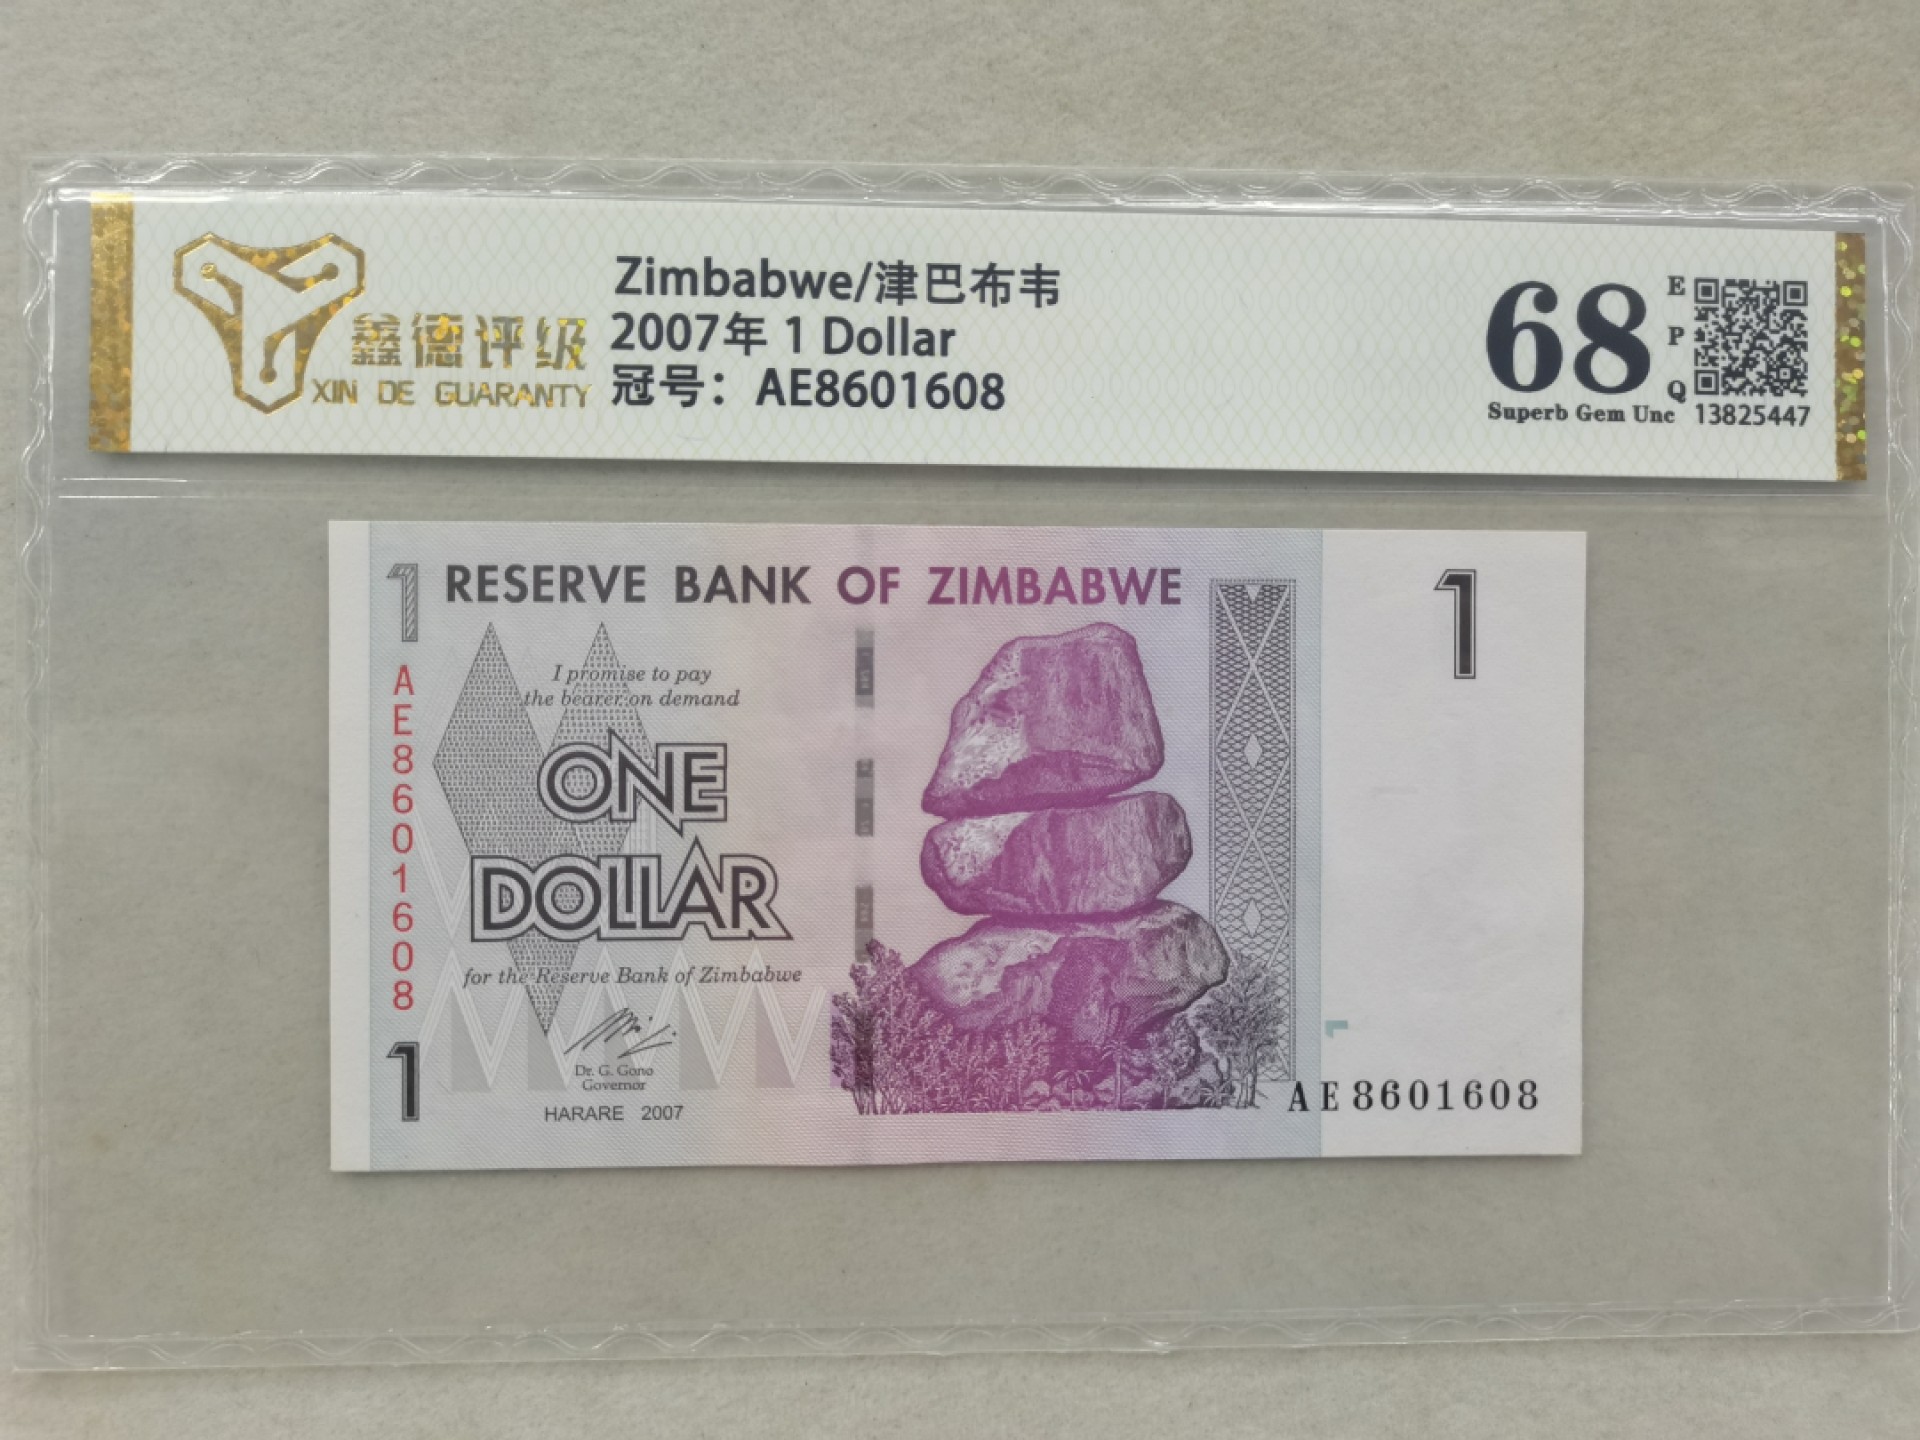 鑫德评级
XIN DE GUARANTY
Zimbabwe/津巴布韦
2007年 1 Dollar
冠号：AE8601608
68
E
P
Q
Superb Gem Unc
13825447
1
RESERVE BANK OF ZIMBABWE
1
AE8601608
I promise to pay
the bearer on demand
ONE
DOLLAR
for the Reserve Bank of Zimbabwe
Dr. G. Gono
Governor
HARARE 2007
1
1
AE8601608